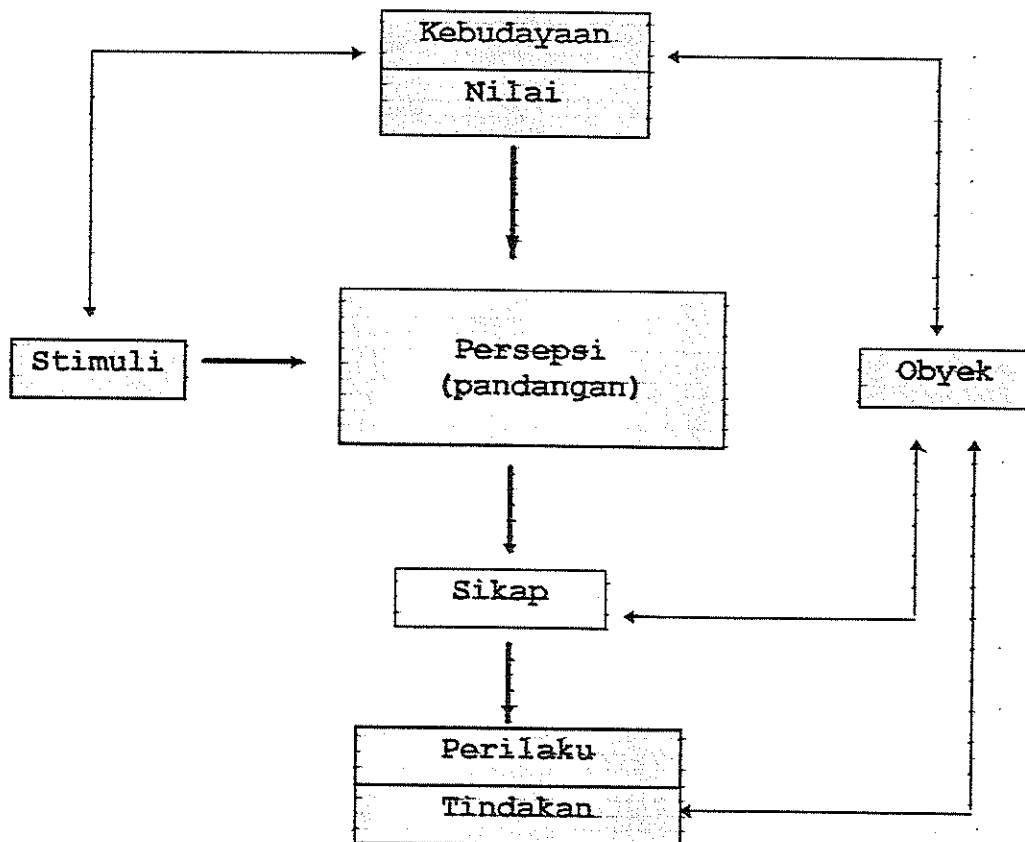 Kebudayaan
Nilai
Stimuli
Persepsi
(pandangan)
Obyek
Sikap
Perilaku
Tindakan